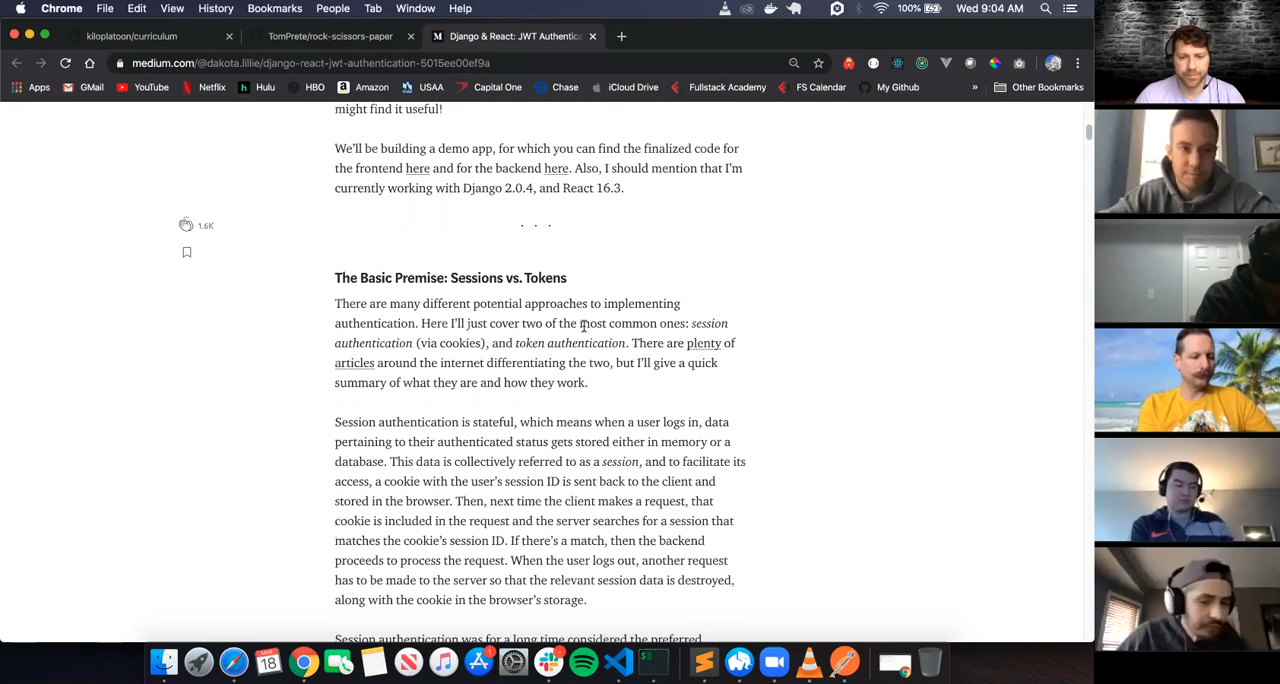 Chrome File Edit View History Bookmarks People Tab Window Help 100% Wed 9:04 AM
kiloplatoon/curriculum TomPrete/rock-scissors-paper Django & React: JWT Authentica
medium.com/@dakota.lillie/django-react-jwt-authentication-5015ee00ef9a
Apps GMail YouTube Netflix Hulu HBO Amazon USAA Capital One Chase iCloud Drive Fullstack Academy FS Calendar My Github » Other Bookmarks
might find it useful!
We'll be building a demo app, for which you can find the finalized code for
the frontend here and for the backend here. Also, I should mention that I'm
currently working with Django 2.0.4, and React 16.3.
1.6K
. . .
The Basic Premise: Sessions vs. Tokens
There are many different potential approaches to implementing
authentication. Here I'll just cover two of the most common ones: session
authentication (via cookies), and token authentication. There are plenty of
articles around the internet differentiating the two, but I'll give a quick
summary of what they are and how they work.
Session authentication is stateful, which means when a user logs in, data
pertaining to their authenticated status gets stored either in memory or a
database. This data is collectively referred to as a session, and to facilitate its
access, a cookie with the user's session ID is sent back to the client and
stored in the browser. Then, next time the client makes a request, that
cookie is included in the request and the server searches for a session that
matches the cookie's session ID. If there's a match, then the backend
proceeds to process the request. When the user logs out, another request
has to be made to the server so that the relevant session data is destroyed,
along with the cookie in the browser's storage.
Session authentication was for a long time considered the preferred
MAR
18